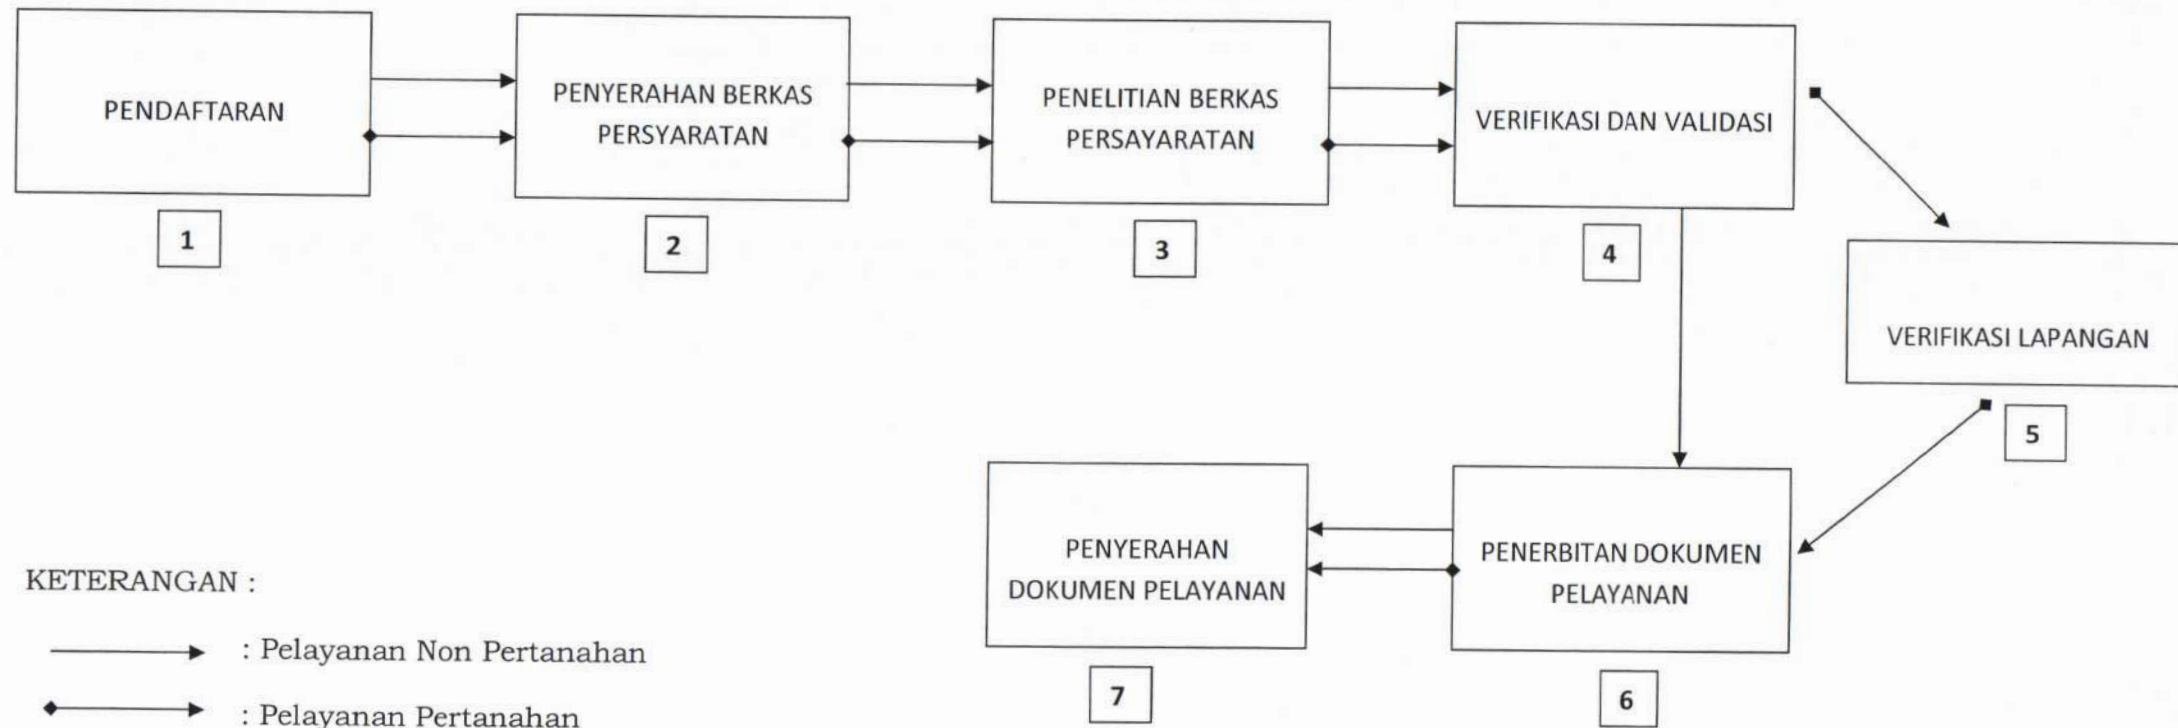 PENDAFTARAN
PENYERAHAN BERKAS
PERSYARATAN
PENELITIAN BERKAS
PERSAYARATAN
VERIFIKASI DAN VALIDASI
1
2
3
4
VERIFIKASI LAPANGAN
5
PENERBITAN DOKUMEN
PELAYANAN
6
PENYERAHAN
DOKUMEN PELAYANAN
7
KETERANGAN :
: Pelayanan Non Pertanahan
: Pelayanan Pertanahan